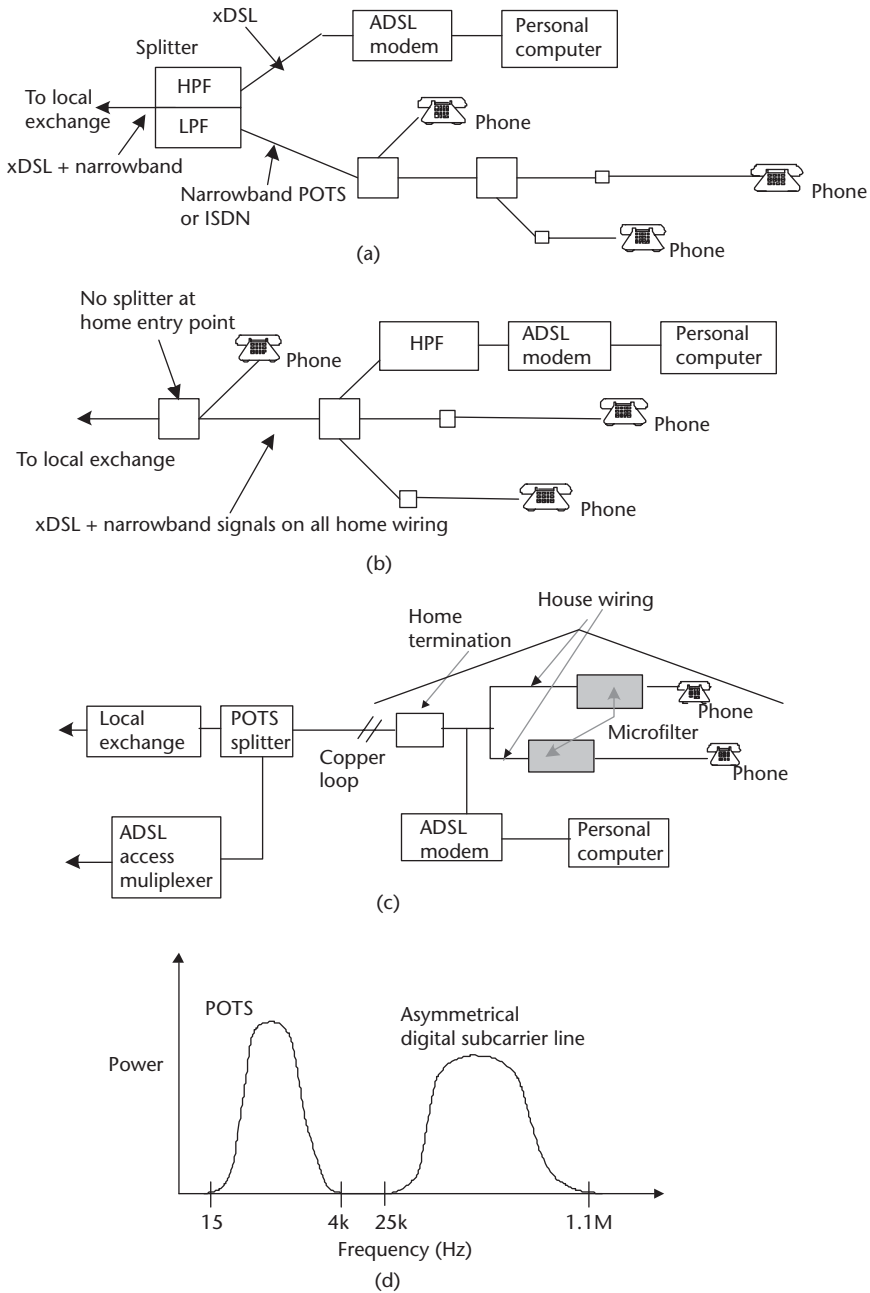 xDSL
ADSL
modem
Personal
computer
Splitter
HPF
To local
exchange
LPF
Phone
xDSL + narrowband
Narrowband POTS
or ISDN
Phone
Phone
(a)
No splitter at
home entry point
Phone
HPF
ADSL
modem
Personal
computer
Phone
To local exchange
Phone
xDSL + narrowband signals on all home wiring
(b)
House wiring
Home
termination
Local
exchange
POTS
splitter
Phone
Microfilter
Copper
loop
Phone
ADSL
access
muliplexer
ADSL
modem
Personal
computer
(c)
POTS
Asymmetrical
digital subcarrier line
Power
15
4k
25k
1.1M
Frequency (Hz)
(d)